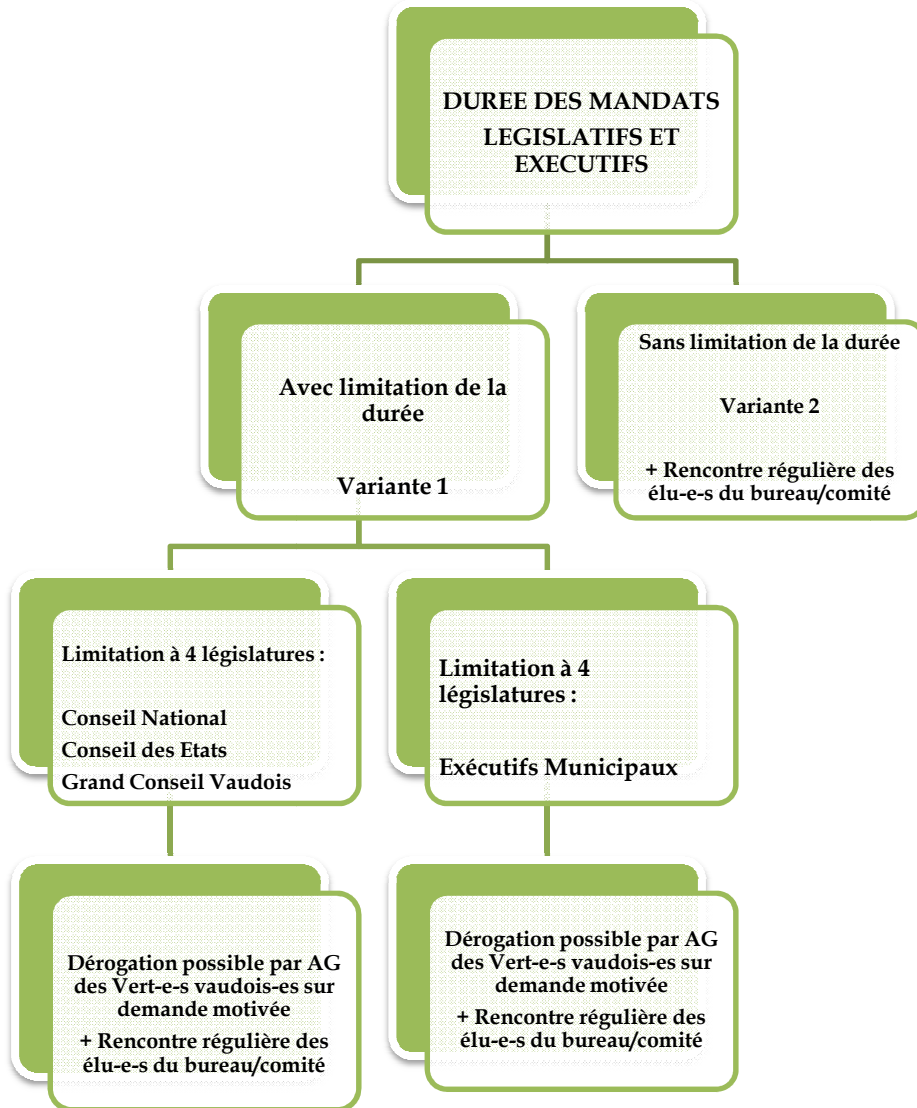 DUREE DES MANDATS
LEGISLATIFS ET
EXECUTIFS
Avec limitation de la
durée
Variante 1
Sans limitation de la durée
Variante 2
+ Rencontre régulière des
élu-e-s du bureau/comité
Limitation à 4 législatures :
Conseil National
Conseil des Etats
Grand Conseil Vaudois
Limitation à 4
législatures :
Exécutifs Municipaux
Dérogation possible par AG
des Vert-e-s vaudois-es sur
demande motivée
+ Rencontre régulière des
élu-e-s du bureau/comité
Dérogation possible par AG
des Vert-e-s vaudois-es sur
demande motivée
+ Rencontre régulière des
élu-e-s du bureau/comité